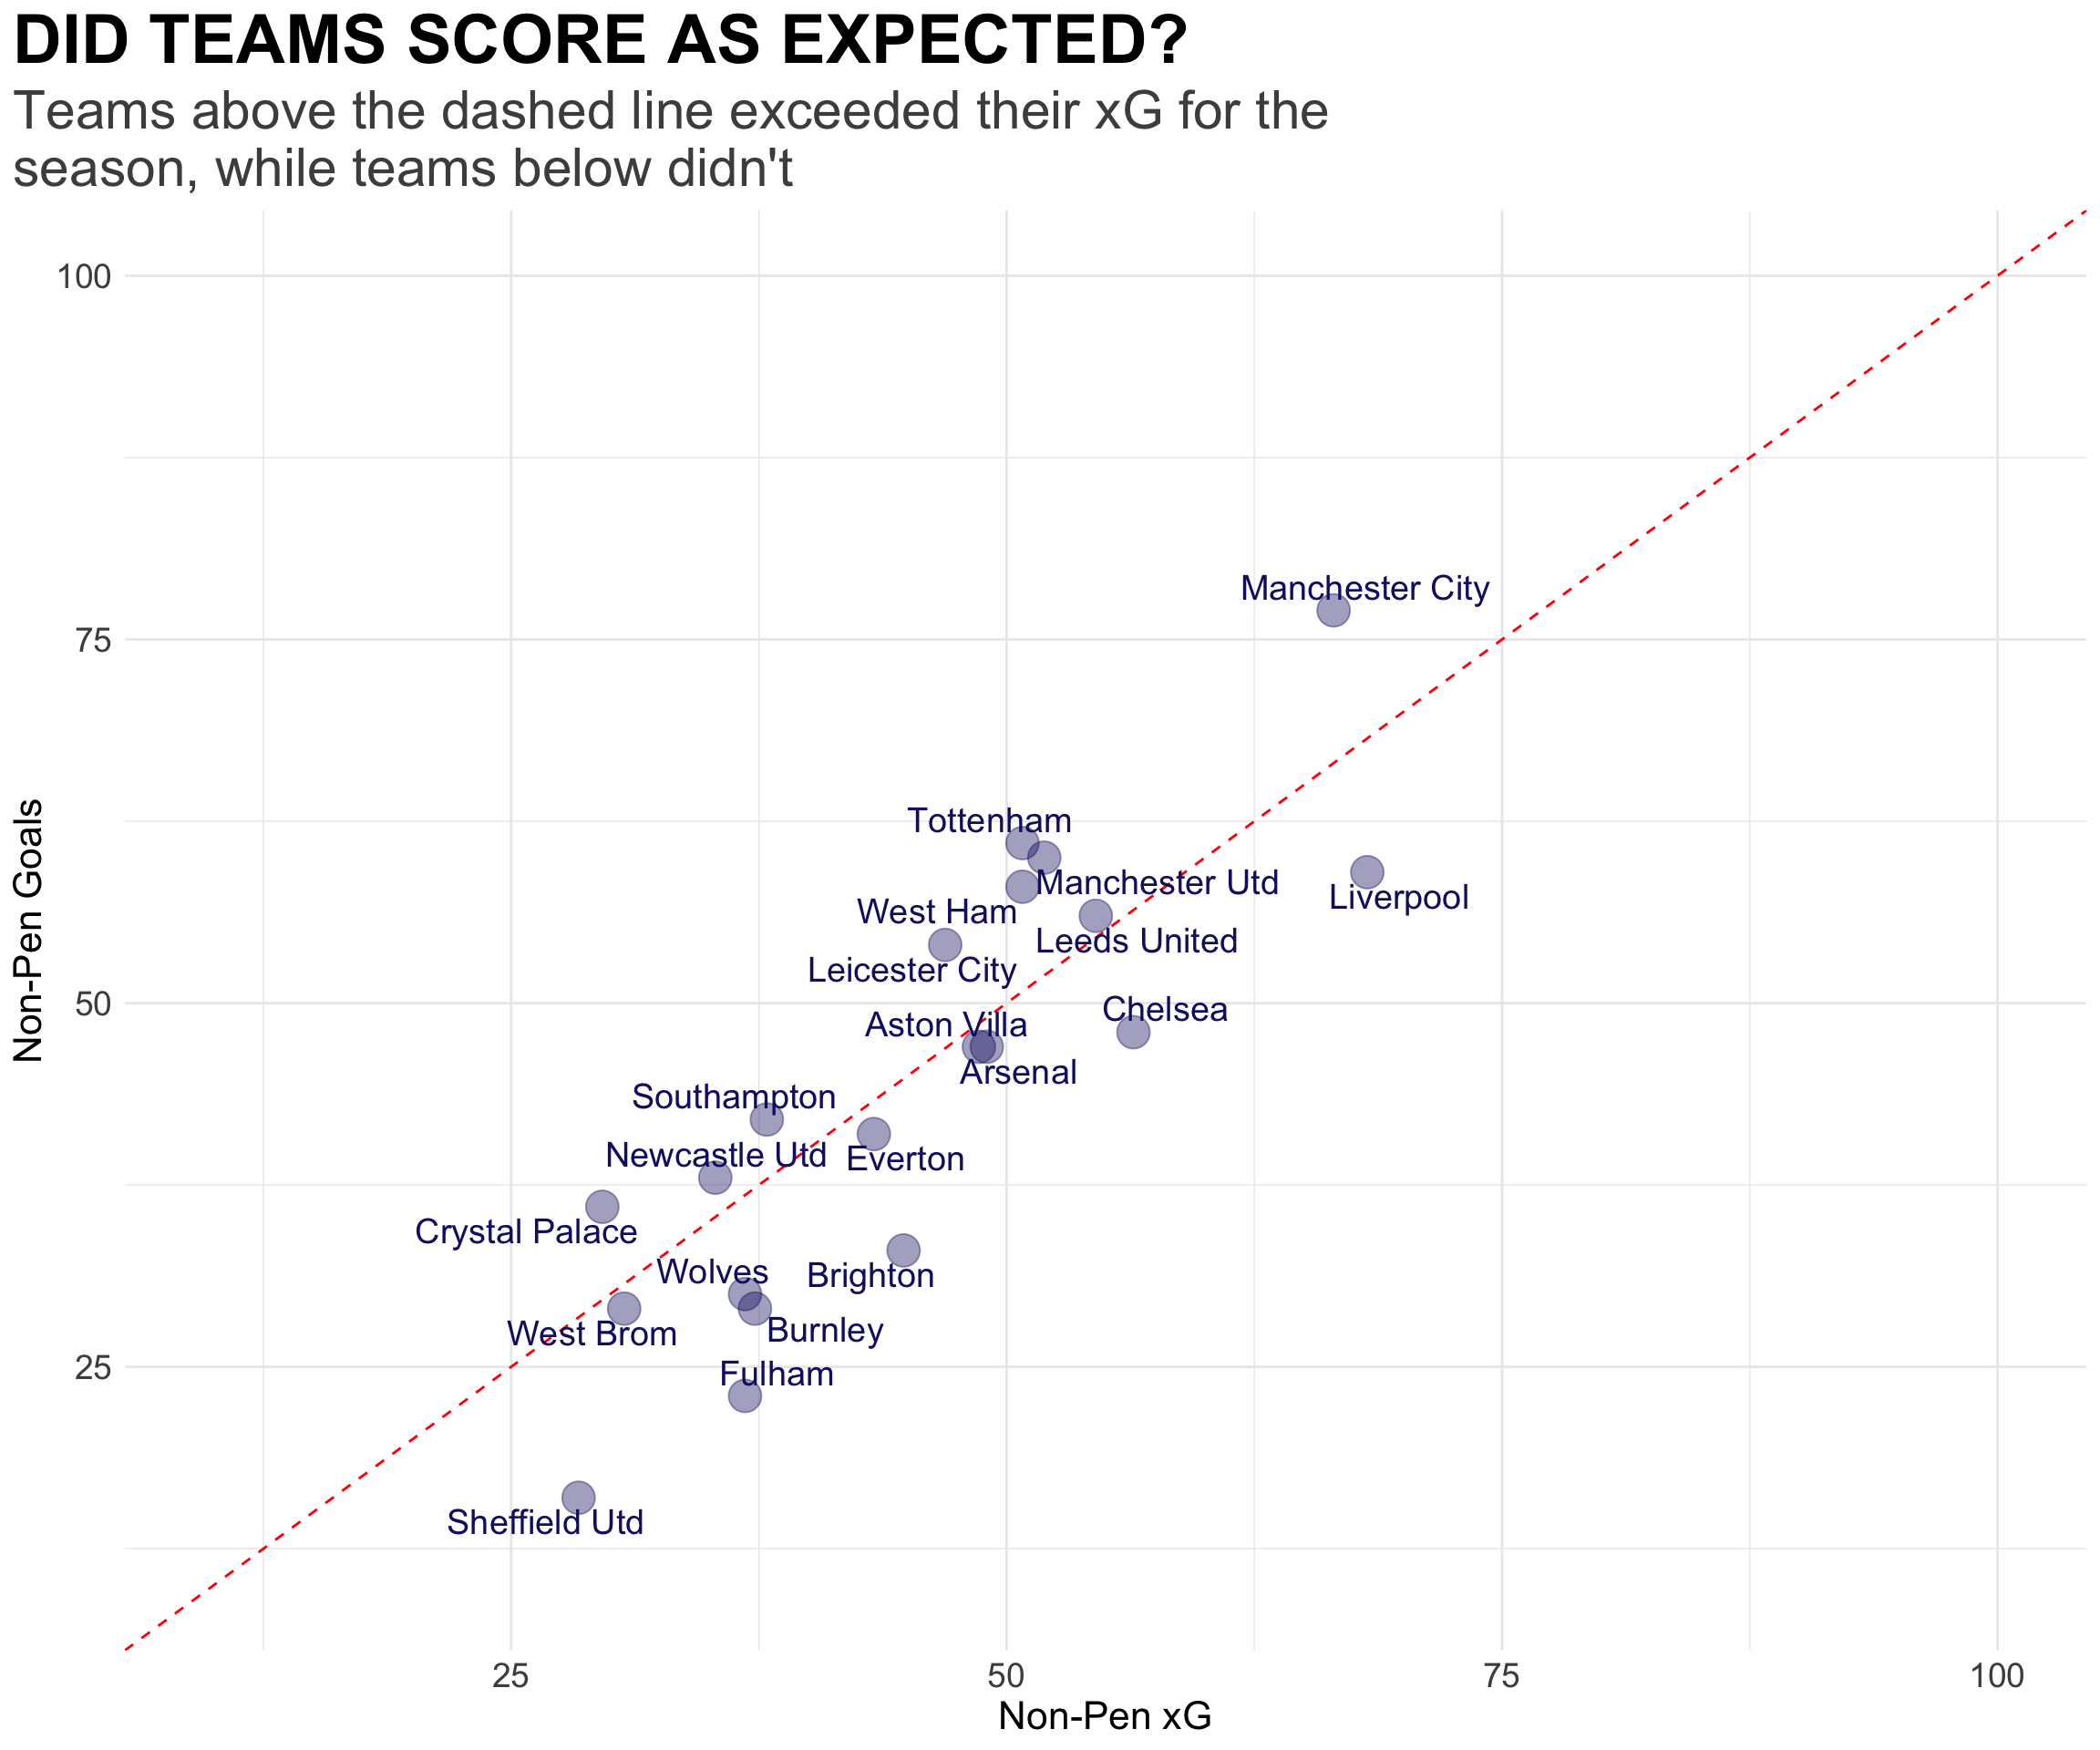 DID TEAMS SCORE AS EXPECTED?
Teams above the dashed line exceeded their xG for the
season, while teams below didn't
Non-Pen Goals
100
75
50
25
Manchester City
Tottenham
Manchester Utd
Liverpool
West Ham
Leeds United
Leicester City
Chelsea
Aston Villa
Arsenal
Southampton
Newcastle Utd
Everton
Crystal Palace
Wolves
Brighton
West Brom
Burnley
Fulham
Sheffield Utd
25
50
75
100
Non-Pen xG